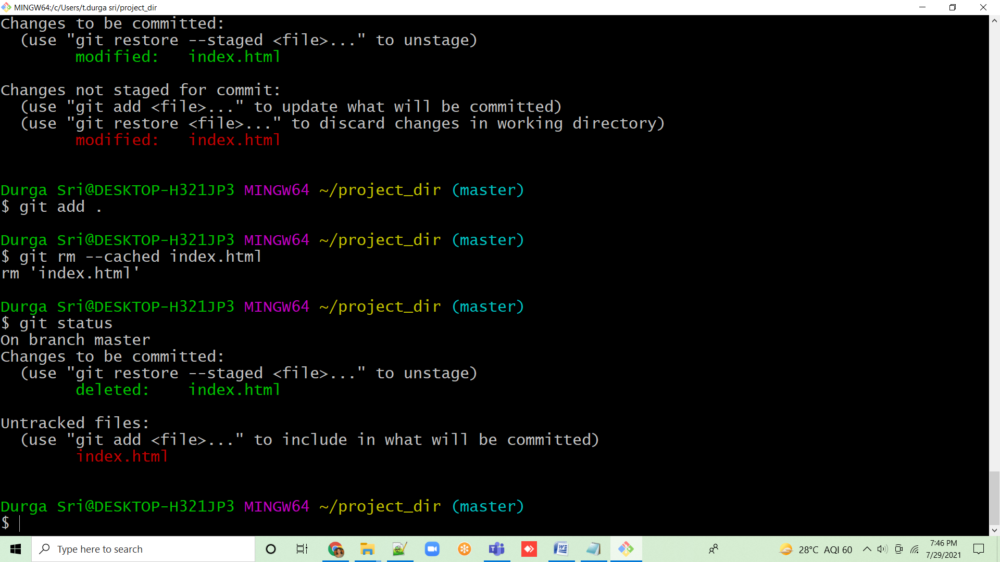 MINGW64:/c/Users/t.durga sri/project_dir
Changes to be committed:
  (use "git restore --staged <file>..." to unstage)
        modified:   index.html

Changes not staged for commit:
  (use "git add <file>..." to update what will be committed)
  (use "git restore <file>..." to discard changes in working directory)
        modified:   index.html

Durga Sri@DESKTOP-H321JP3 MINGW64 ~/project_dir (master)
$ git add .

Durga Sri@DESKTOP-H321JP3 MINGW64 ~/project_dir (master)
$ git rm --cached index.html
rm 'index.html'

Durga Sri@DESKTOP-H321JP3 MINGW64 ~/project_dir (master)
$ git status
On branch master
Changes to be committed:
  (use "git restore --staged <file>..." to unstage)
        deleted:    index.html

Untracked files:
  (use "git add <file>..." to include in what will be committed)
        index.html

Durga Sri@DESKTOP-H321JP3 MINGW64 ~/project_dir (master)
$
Type here to search
28°C AQI 60
7:46 PM
7/29/2021